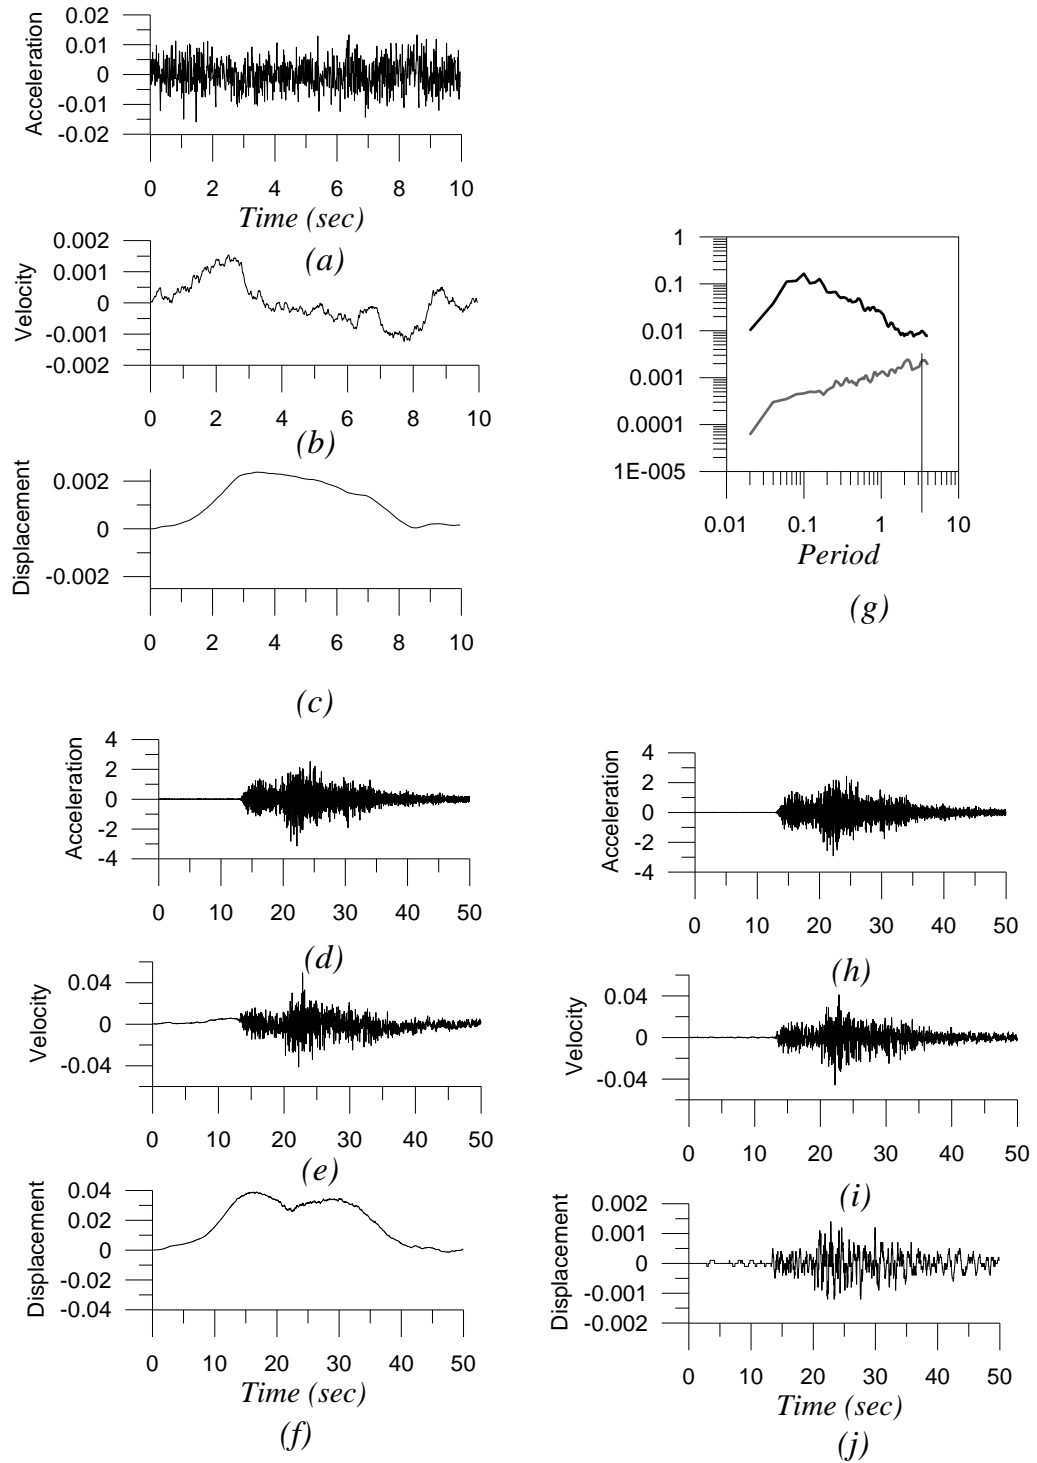 Acceleration
0.02
0.01
0
-0.01
-0.02
0 2 4 6 8 10
Time (sec)
(a)
Velocity
0.002
0.001
0
-0.001
-0.002
0 2 4 6 8 10
(b)
Displacement
0.002
0
-0.002
0 2 4 6 8 10
(c)
1
0.1
0.01
0.001
0.0001
1E-005
0.01 0.1 1 10
Period
(g)
Acceleration
4
2
0
-2
-4
0 10 20 30 40 50
(d)
Velocity
0.04
0
-0.04
0 10 20 30 40 50
(e)
Displacement
0.04
0.02
0
-0.02
-0.04
0 10 20 30 40 50
Time (sec)
(f)
Acceleration
4
2
0
-2
-4
0 10 20 30 40 50
(h)
Velocity
0.04
0
-0.04
0 10 20 30 40 50
(i)
Displacement
0.002
0.001
0
-0.001
-0.002
0 10 20 30 40 50
Time (sec)
(j)